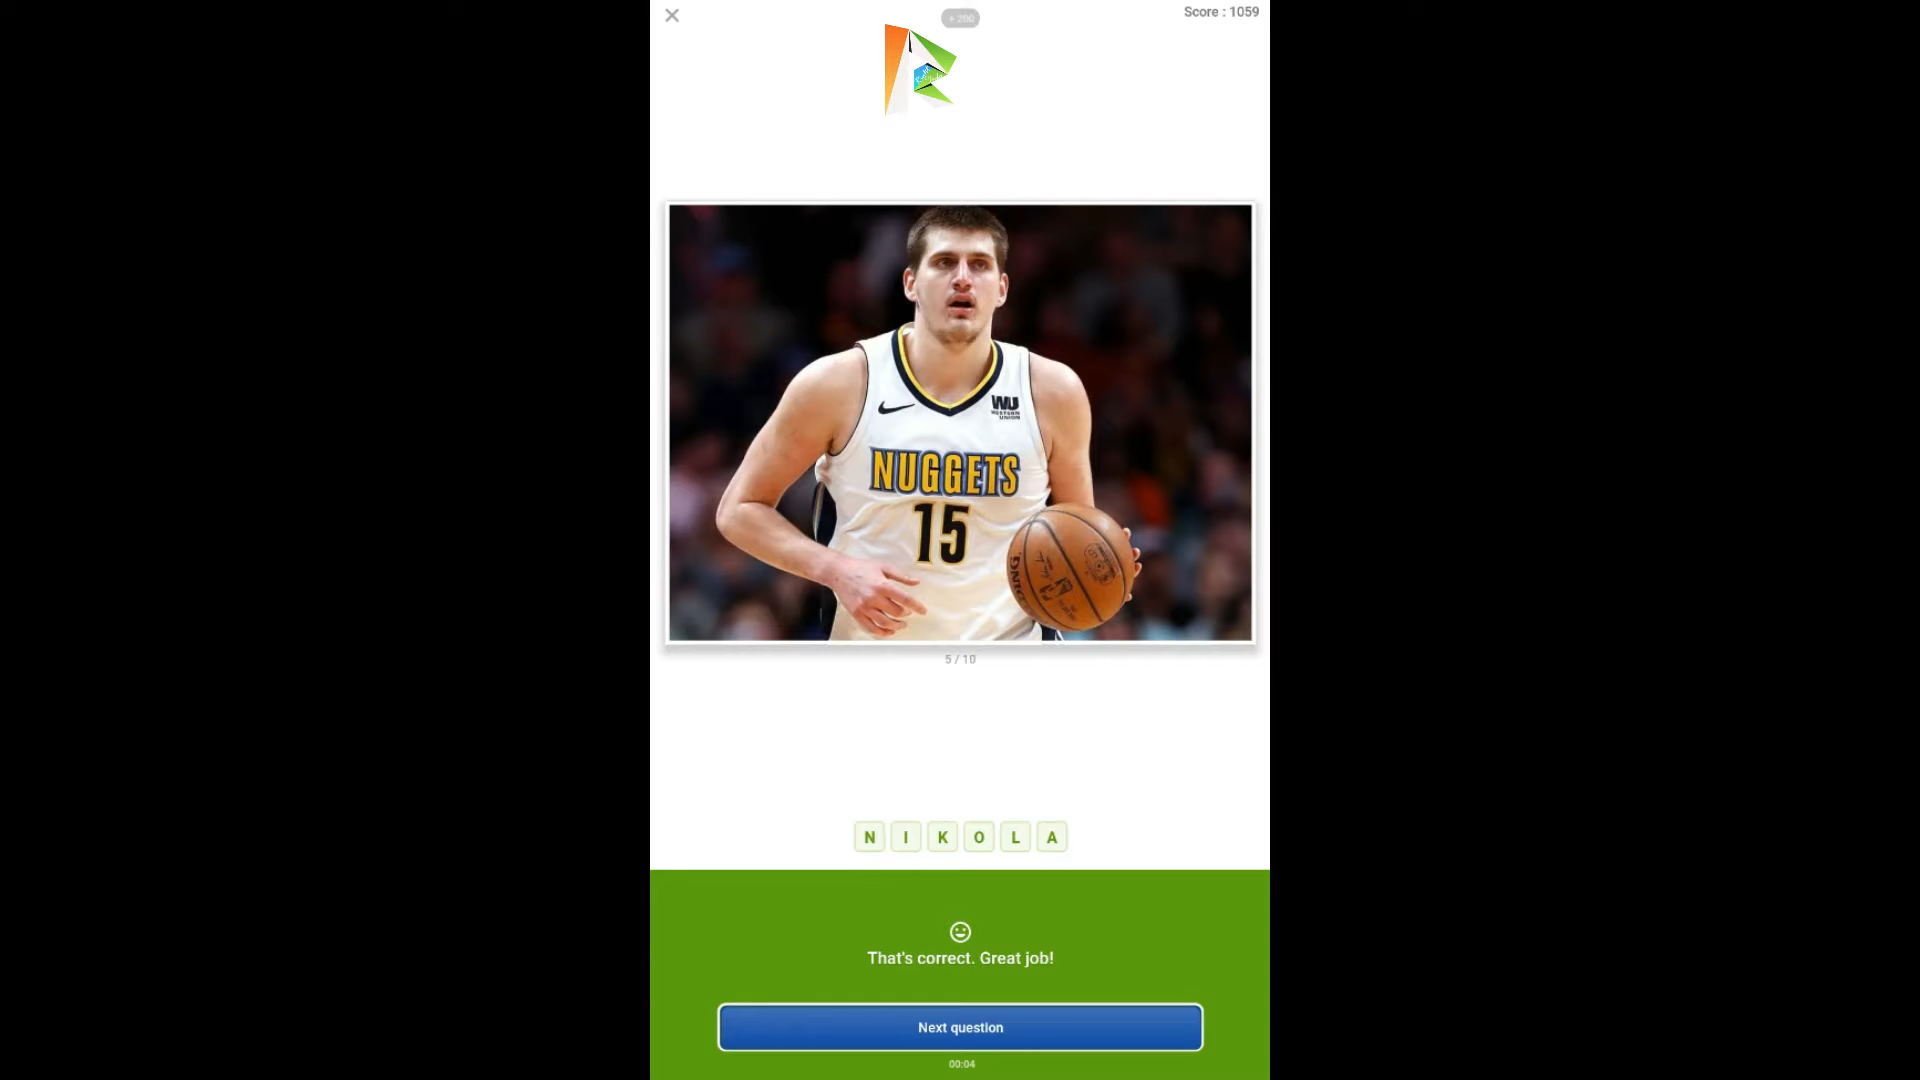 + 200
Score : 1059
WU
WESTERN
UNION
NUGGETS
15
5 / 10
N I K O L A
That's correct. Great job!
Next question
00:04